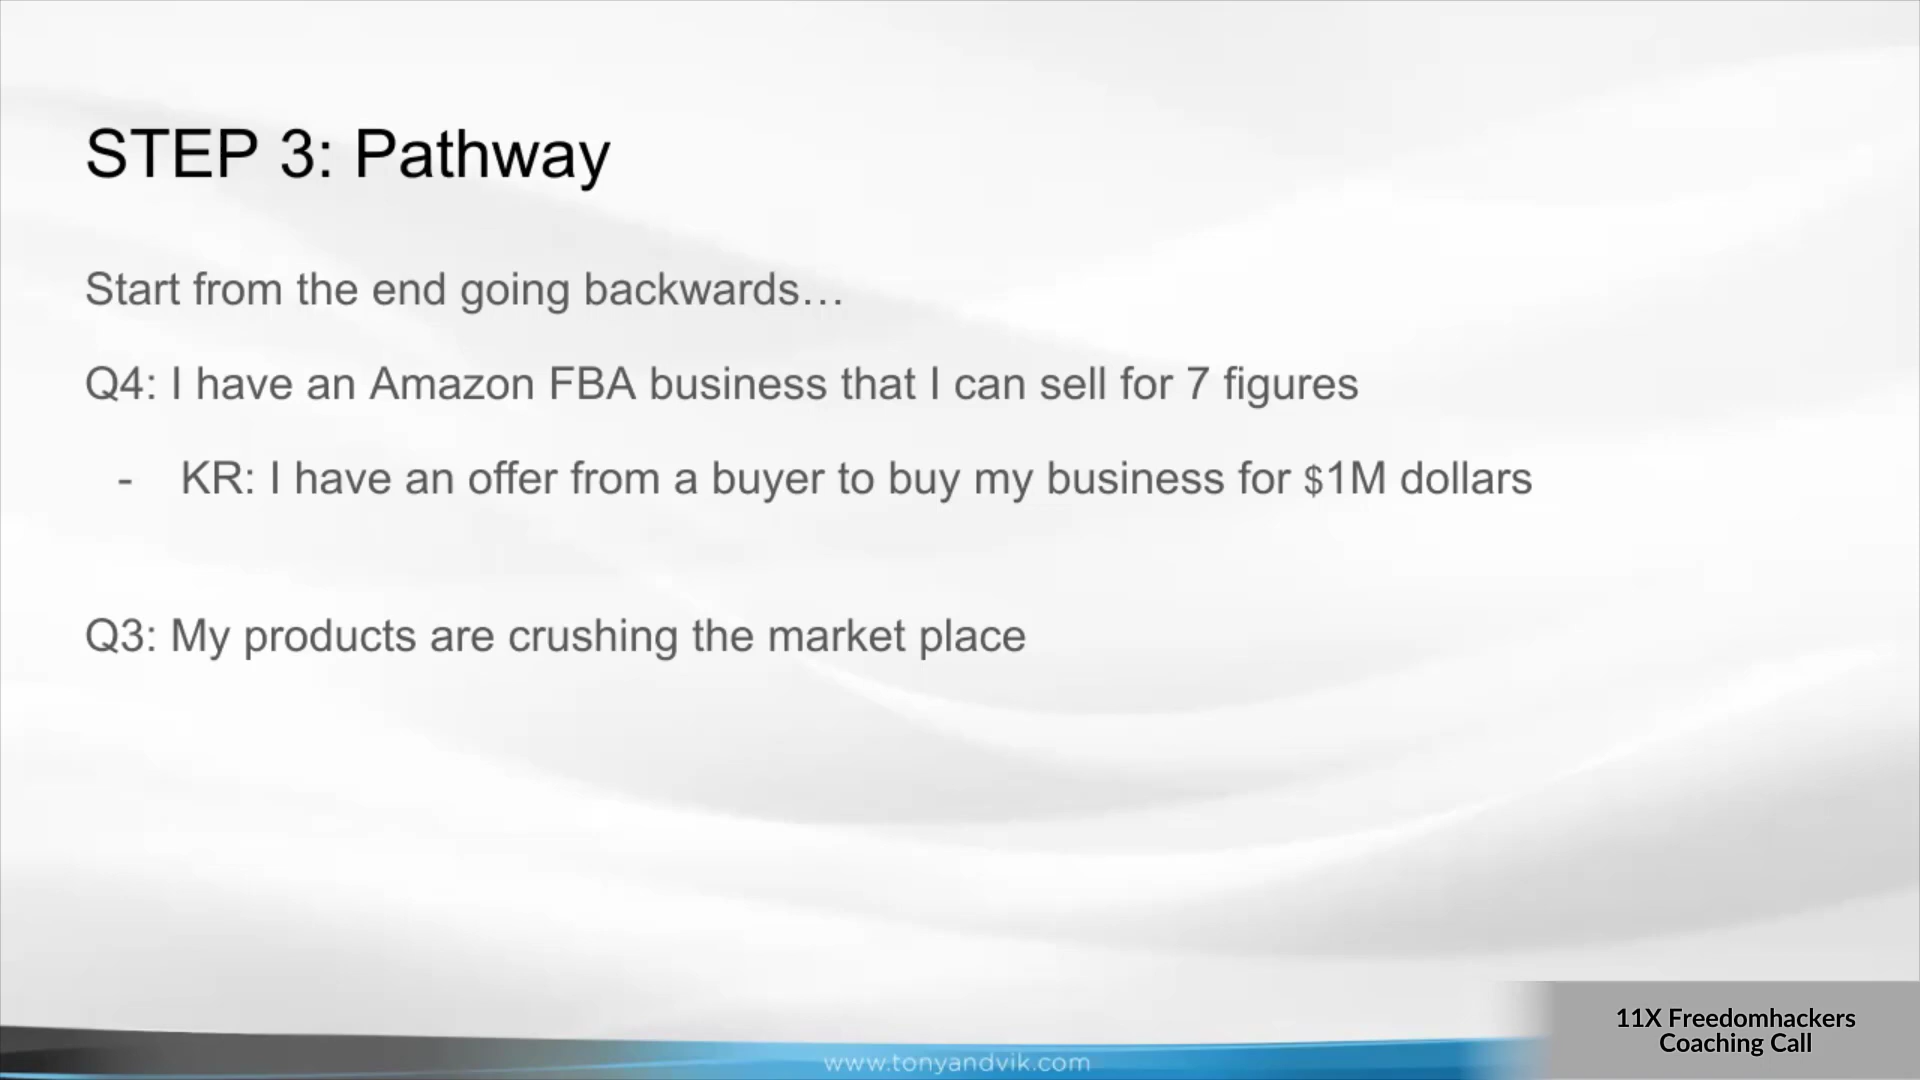 STEP 3: Pathway
Start from the end going backwards…
Q4: I have an Amazon FBA business that I can sell for 7 figures
- KR: I have an offer from a buyer to buy my business for $1M dollars
Q3: My products are crushing the market place
www.tonyandvik.com
11X Freedomhackers
Coaching Call